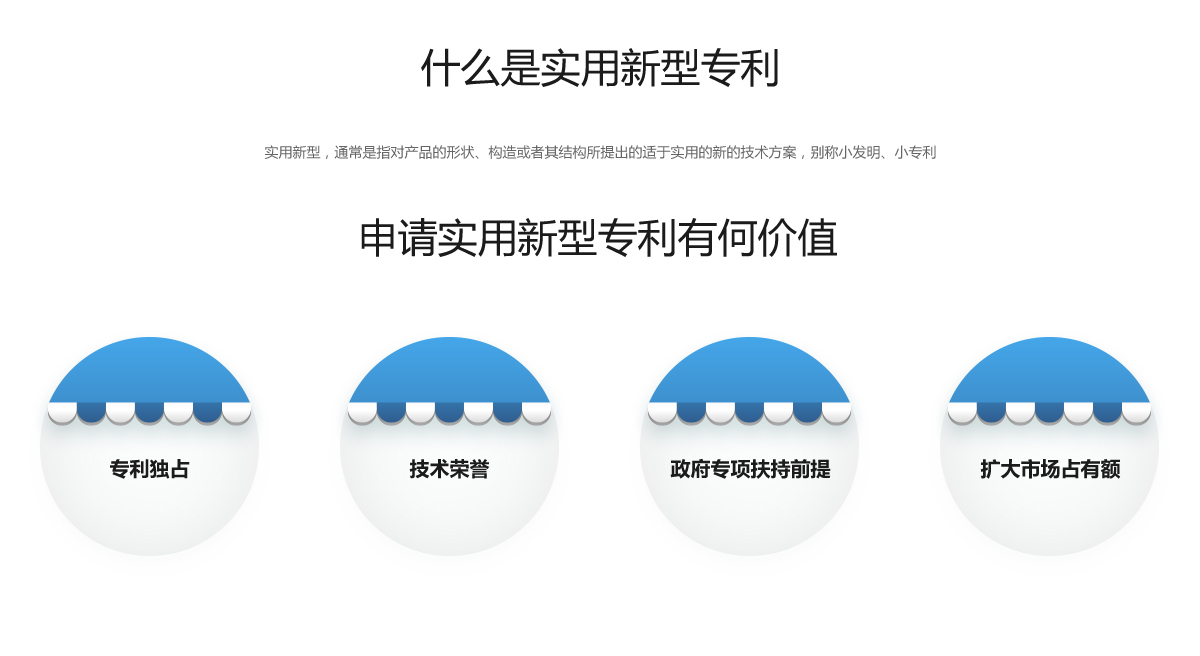 什么是实用新型专利
实用新型，通常是指对产品的形状、构造或者其结构所提出的适于实用的新的技术方案，别称小发明、小专利
申请实用新型专利有何价值
专利独占
技术荣誉
政府专项扶持前提
扩大市场占有额